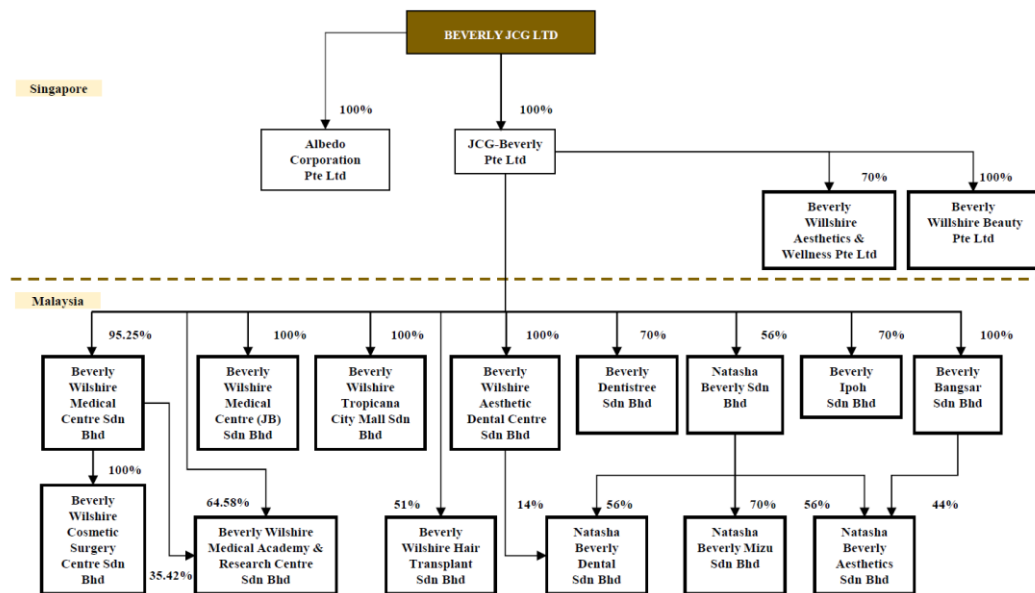 BEVERLY JCG LTD
Singapore
100%
100%
Albedo
Corporation
Pte Ltd
JCG-Beverly
Pte Ltd
70%
100%
Beverly
Willshire
Aesthetics &
Wellness Pte Ltd
Beverly
Willshire Beauty
Pte Ltd
Malaysia
95.25%
100%
100%
100%
70%
56%
70%
100%
Beverly
Wilshire
Medical
Centre Sdn
Bhd
Beverly
Wilshire
Medical
Centre (JB)
Sdn Bhd
Beverly
Wilshire
Tropicana
City Mall Sdn
Bhd
Beverly
Wilshire
Aesthetic
Dental Centre
Sdn Bhd
Beverly
Dentistree
Sdn Bhd
Natasha
Beverly Sdn
Bhd
Beverly
Ipoh
Sdn Bhd
Beverly
Bangsar
Sdn Bhd
100%
64.58%
51%
14%
56%
70%
56%
44%
Beverly
Wilshire
Cosmetic
Surgery
Centre Sdn
Bhd
35.42%
Beverly Wilshire
Medical Academy &
Research Centre
Sdn Bhd
Beverly
Wilshire Hair
Transplant
Sdn Bhd
Natasha
Beverly
Dental
Sdn Bhd
Natasha
Beverly Mizu
Sdn Bhd
Natasha
Beverly
Aesthetics
Sdn Bhd